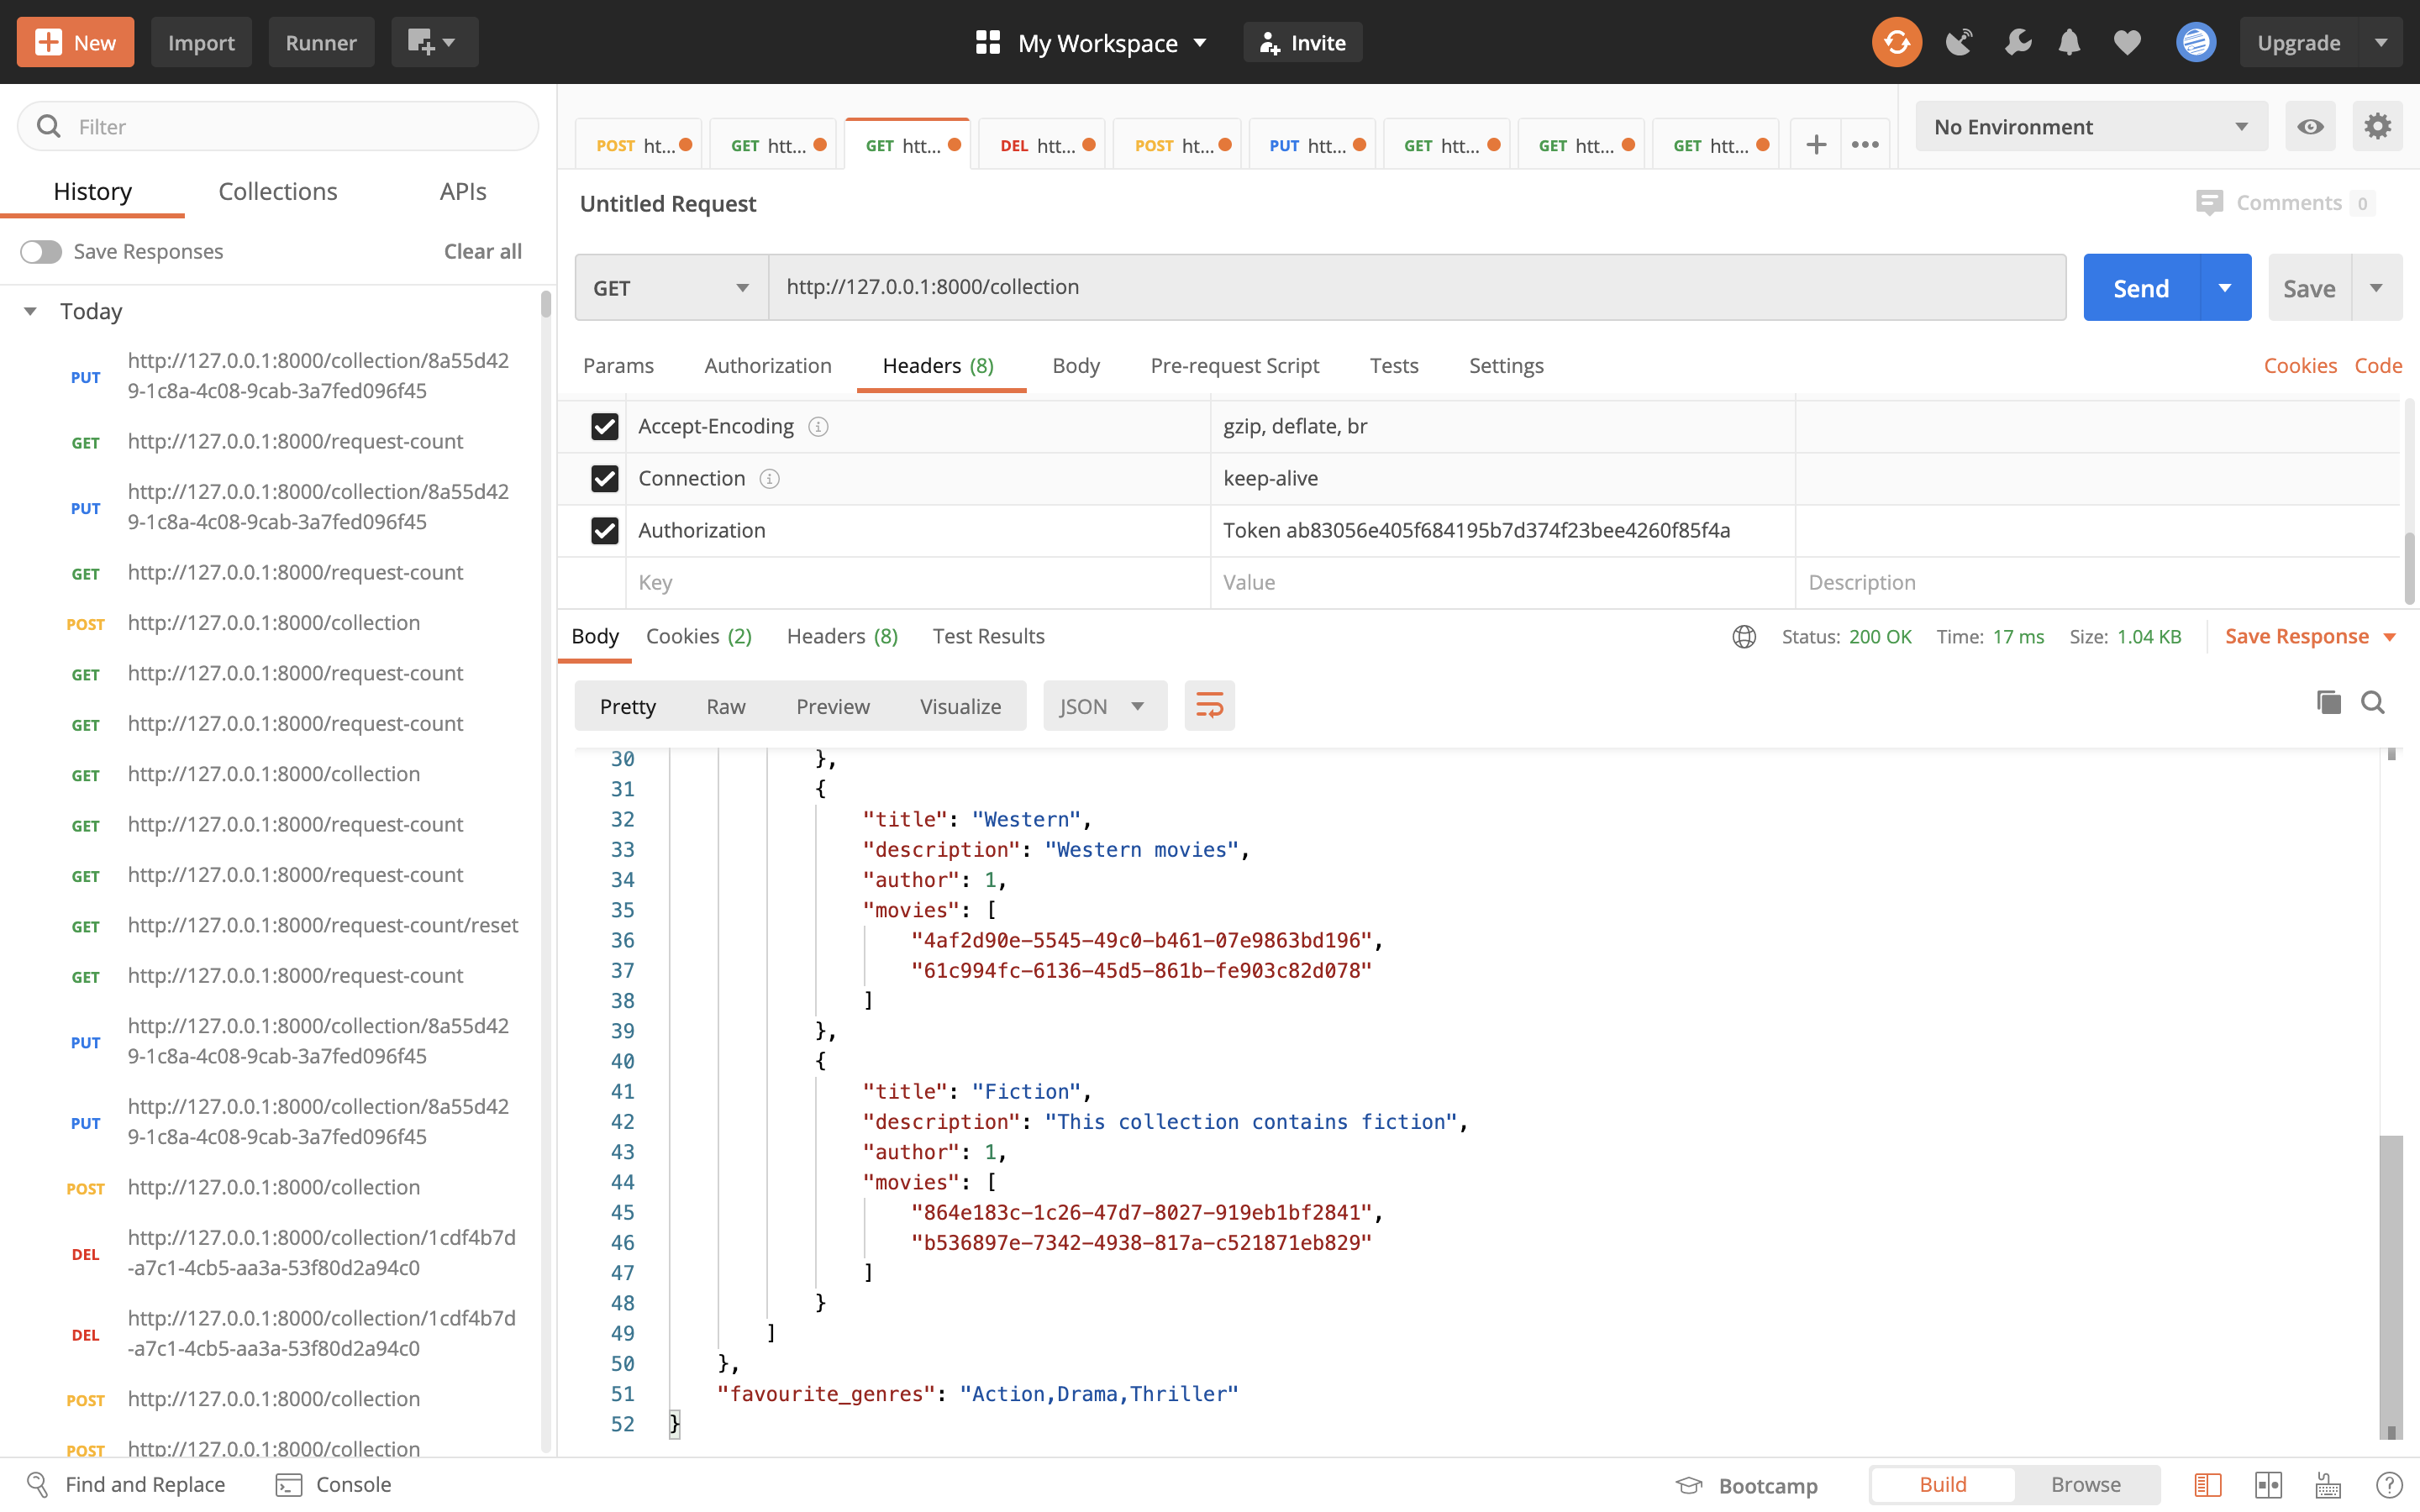 New
Import
Runner
My Workspace
Invite
Upgrade
Filter
History
Collections
APIs
Save Responses
Clear all
Today
PUT http://127.0.0.1:8000/collection/8a55d42
9-1c8a-4c08-9cab-3a7fed096f45
GET http://127.0.0.1:8000/request-count
PUT http://127.0.0.1:8000/collection/8a55d42
9-1c8a-4c08-9cab-3a7fed096f45
GET http://127.0.0.1:8000/request-count
POST http://127.0.0.1:8000/collection
GET http://127.0.0.1:8000/request-count
GET http://127.0.0.1:8000/request-count
GET http://127.0.0.1:8000/collection
GET http://127.0.0.1:8000/request-count
GET http://127.0.0.1:8000/request-count
GET http://127.0.0.1:8000/request-count/reset
GET http://127.0.0.1:8000/request-count
PUT http://127.0.0.1:8000/collection/8a55d42
9-1c8a-4c08-9cab-3a7fed096f45
PUT http://127.0.0.1:8000/collection/8a55d42
9-1c8a-4c08-9cab-3a7fed096f45
POST http://127.0.0.1:8000/collection
DEL http://127.0.0.1:8000/collection/1cdf4b7d
-a7c1-4cb5-aa3a-53f80d2a94c0
DEL http://127.0.0.1:8000/collection/1cdf4b7d
-a7c1-4cb5-aa3a-53f80d2a94c0
POST http://127.0.0.1:8000/collection
POST http://127.0.0.1:8000/collection
POST ht...
GET htt...
GET htt...
DEL htt...
POST ht...
PUT htt...
GET htt...
GET htt...
GET htt...
No Environment
Untitled Request
Comments 0
GET
http://127.0.0.1:8000/collection
Send
Save
Params
Authorization
Headers (8)
Body
Pre-request Script
Tests
Settings
Cookies
Code
Accept-Encoding
gzip, deflate, br
Connection
keep-alive
Authorization
Token ab83056e405f684195b7d374f23bee4260f85f4a
Key
Value
Description
Body
Cookies (2)
Headers (8)
Test Results
Status: 200 OK
Time: 17 ms
Size: 1.04 KB
Save Response
Pretty
Raw
Preview
Visualize
JSON
30 },
31 {
32 "title": "Western",
33 "description": "Western movies",
34 "author": 1,
35 "movies": [
36 "4af2d90e-5545-49c0-b461-07e9863bd196",
37 "61c994fc-6136-45d5-861b-fe903c82d078"
38 ]
39 },
40 {
41 "title": "Fiction",
42 "description": "This collection contains fiction",
43 "author": 1,
44 "movies": [
45 "864e183c-1c26-47d7-8027-919eb1bf2841",
46 "b536897e-7342-4938-817a-c521871eb829"
47 ]
48 }
49 ]
50 },
51 "favourite_genres": "Action,Drama,Thriller"
52 }
Find and Replace
Console
Bootcamp
Build
Browse